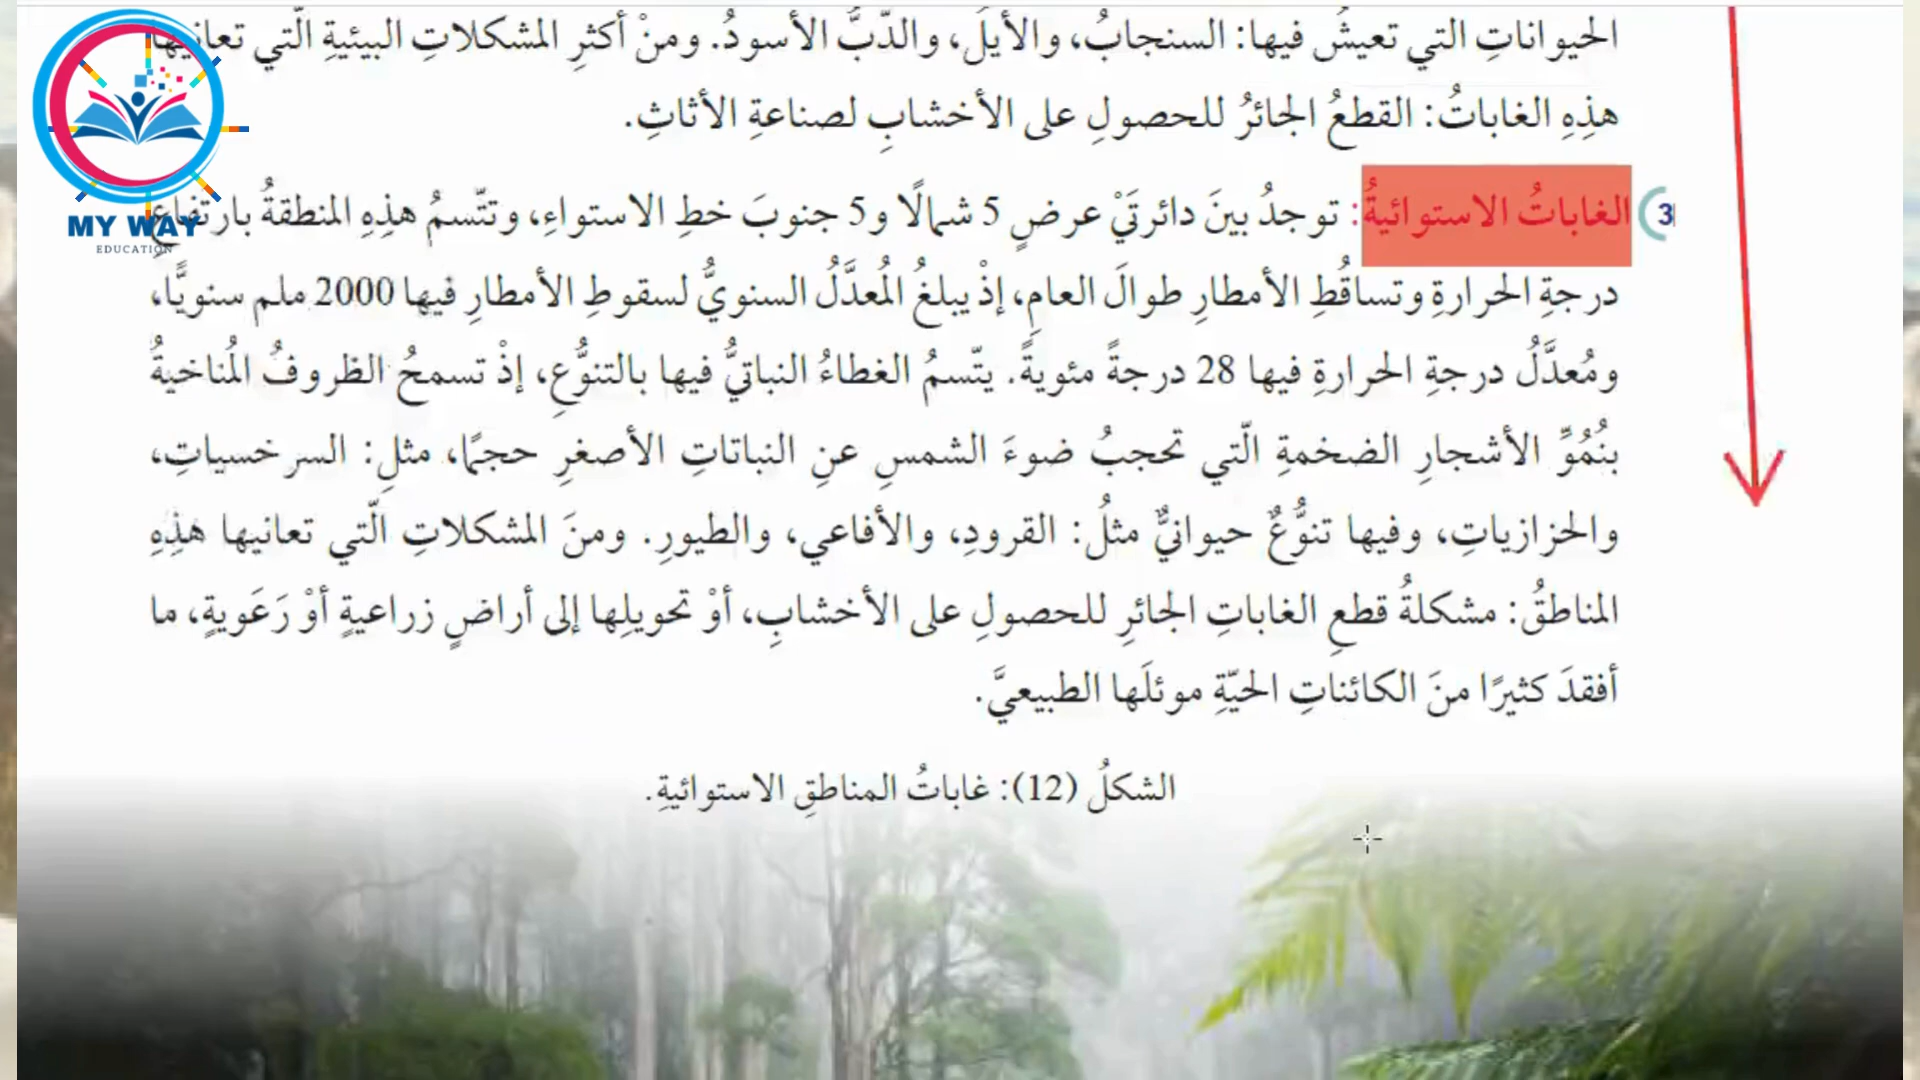 الحيواناتِ التي تعيشُ فيها: السنجابُ، والأيلُ، والدّبُّ الأسودُ. ومنْ أكثرِ المشكلاتِ البيئيةِ الّتي تعانيها
هذِهِ الغاباتُ: القطعُ الجائرُ للحصولِ على الأخشابِ لصناعةِ الأثاثِ.
3 الغاباتُ الاستوائيةُ: توجدُ بينَ دائرتَيْ عرضٍ 5 شمالًا و5 جنوبَ خطِ الاستواءِ، وتتّسمُ هذِهِ المنطقةُ بارتفاعِ
درجةِ الحرارةِ وتساقُطِ الأمطارِ طوالَ العامِ، إذْ يبلغُ المُعدَّلُ السنويُّ لسقوطِ الأمطارِ فيها 2000 ملم سنويًّا،
ومُعدَّلُ درجةِ الحرارةِ فيها 28 درجةً مئويةً. يتّسمُ الغطاءُ النباتيُّ فيها بالتنوُّعِ، إذْ تسمحُ الظروفُ المُناخيةُ
بنُمُوِّ الأشجارِ الضخمةِ الّتي تحجبُ ضوءَ الشمسِ عنِ النباتاتِ الأصغرِ حجمًا، مثلِ: السرخسياتِ،
والحزازياتِ، وفيها تنوُّعٌ حيوانيٌّ مثلُ: القرودِ، والأفاعي، والطيورِ. ومنَ المشكلاتِ الّتي تعانيها هذِهِ
المناطقُ: مشكلةُ قطعِ الغاباتِ الجائرِ للحصولِ على الأخشابِ، أوْ تحويلِها إلى أراضٍ زراعيةٍ أوْ رَعَويةٍ، ما
أفقدَ كثيرًا منَ الكائناتِ الحيّةِ موئلَها الطبيعيَّ.
الشكلُ (12): غاباتُ المناطقِ الاستوائيةِ.
MY WAY
EDUCATION